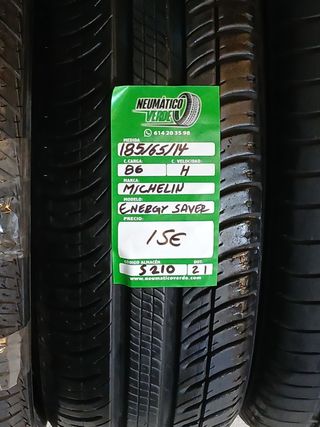 NEUMÁTICO
VERDE
614 20 35 98
MEDIDA:
185/65/14
C. CARGA: C. VELOCIDAD:
86 H
MARCA:
MICHELIN
MODELO:
ENERGY SAVER
PRECIO:
15€
CÓDIGO ALMACÉN: DOT:
5210 21
www.neumaticoverde.com